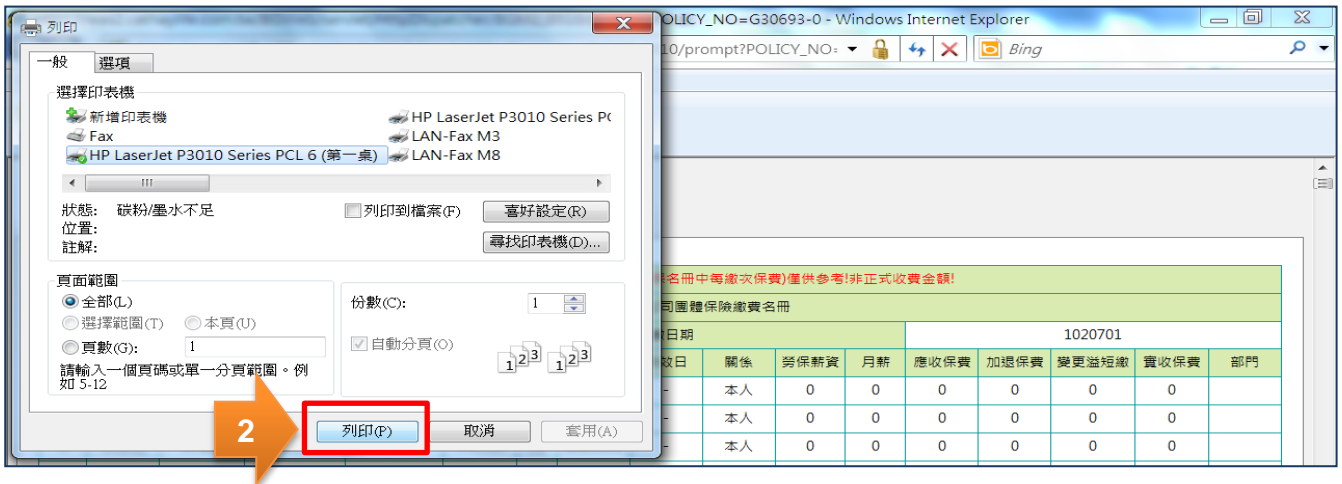 列印
OLICY_NO=G30693-0 - Windows Internet Explorer
10/prompt?POLICY_NO:
Bing
一般
選項
選擇印表機
新增印表機
HP LaserJet P3010 Series P
Fax
LAN-Fax M3
HP LaserJet P3010 Series PCL 6 (第一桌)
LAN-Fax M8
狀態: 碳粉/墨水不足
列印到檔案(F)
喜好設定(R)
位置:
註解:
尋找印表機(D)...
頁面範圍
全部(L)
選擇範圍(T)
本頁(U)
頁數(G): 1
請輸入一個頁碼或單一分頁範圍。例
如 5-12
份數(C): 1
自動分頁(O)
1 2 3 1 2 3
2
列印(P)
取消
套用(A)
名冊中每繳次保費)僅供參考!非正式收費金額!
司團體保險繳費名冊
日期 1020701
效日 關係 勞保薪資 月薪 應收保費 加退保費 變更溢短繳 實收保費 部門
- 本人 0 0 0 0 0 0
- 本人 0 0 0 0 0 0
- 本人 0 0 0 0 0 0